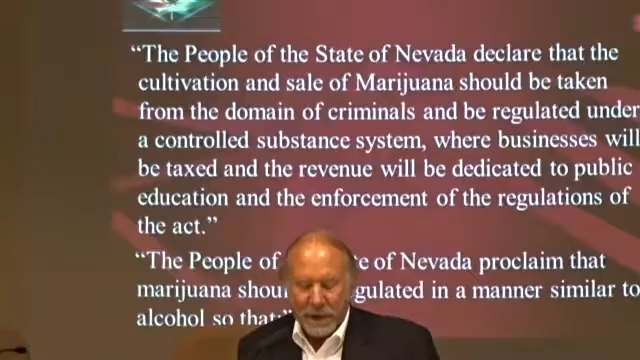 “The People of the State of Nevada declare that the
cultivation and sale of Marijuana should be taken
from the domain of criminals and be regulated under
a controlled substance system, where businesses will
be taxed and the revenue will be dedicated to public
education and the enforcement of the regulations of
the act.”
“The People of e of Nevada proclaim that
marijuana shou gulated in a manner similar to
alcohol so that:”